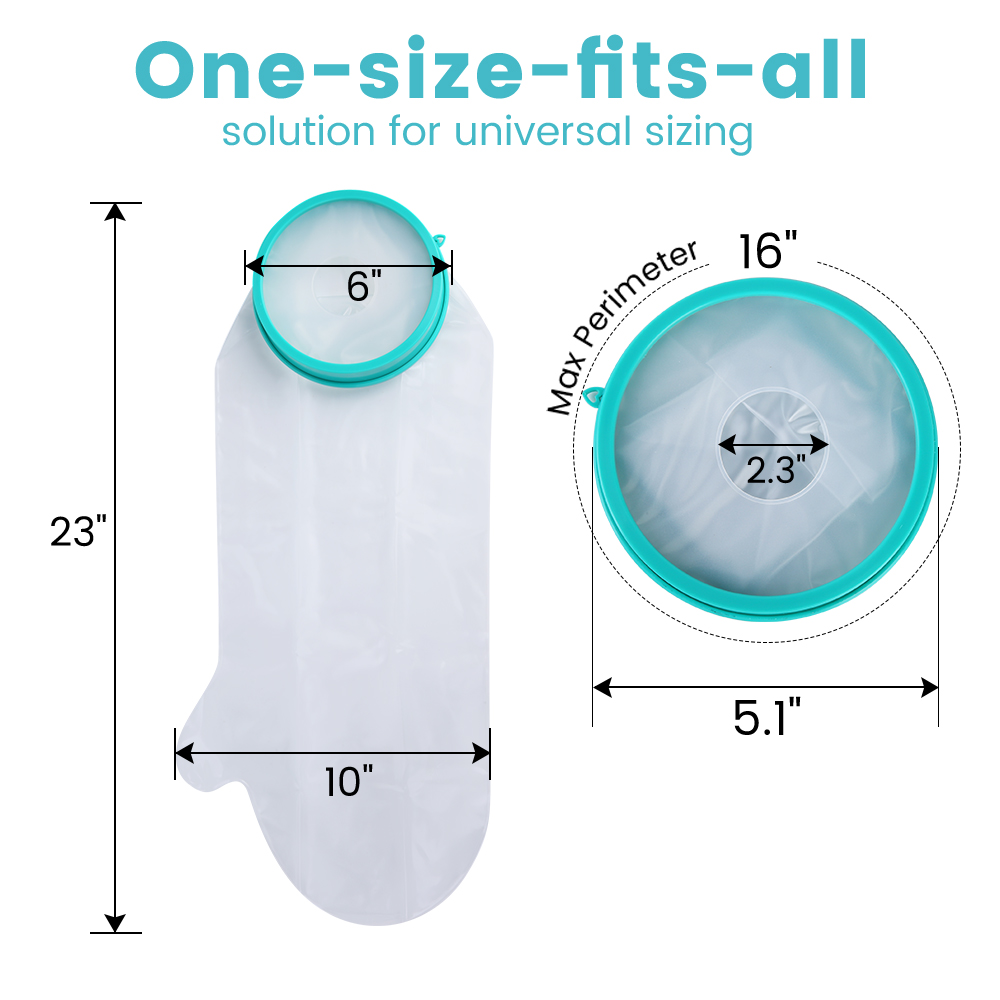 One-size-fits-all
solution for universal sizing
6"
23"
10"
Max Perimeter
16"
2.3"
5.1"